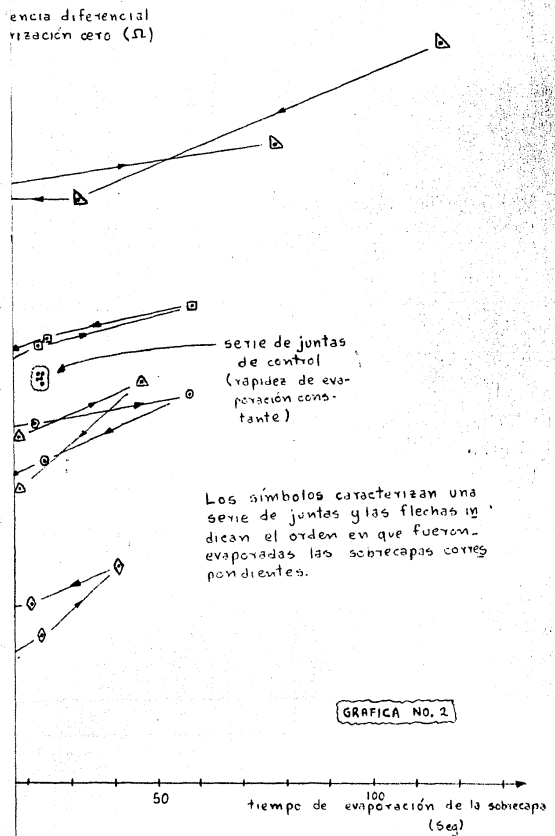 encia diferencial
rización cero (Ω)
serie de juntas
de control
(rapidez de eva-
poración cons-
tante)
Los símbolos caracterizan una
serie de juntas y las flechas in
dican el orden en que fueron
evaporadas las sobrecapas corres
pondientes.
GRAFICA NO. 2
50
100
tiempo de evaporación de la sobrecapa
(Seg)